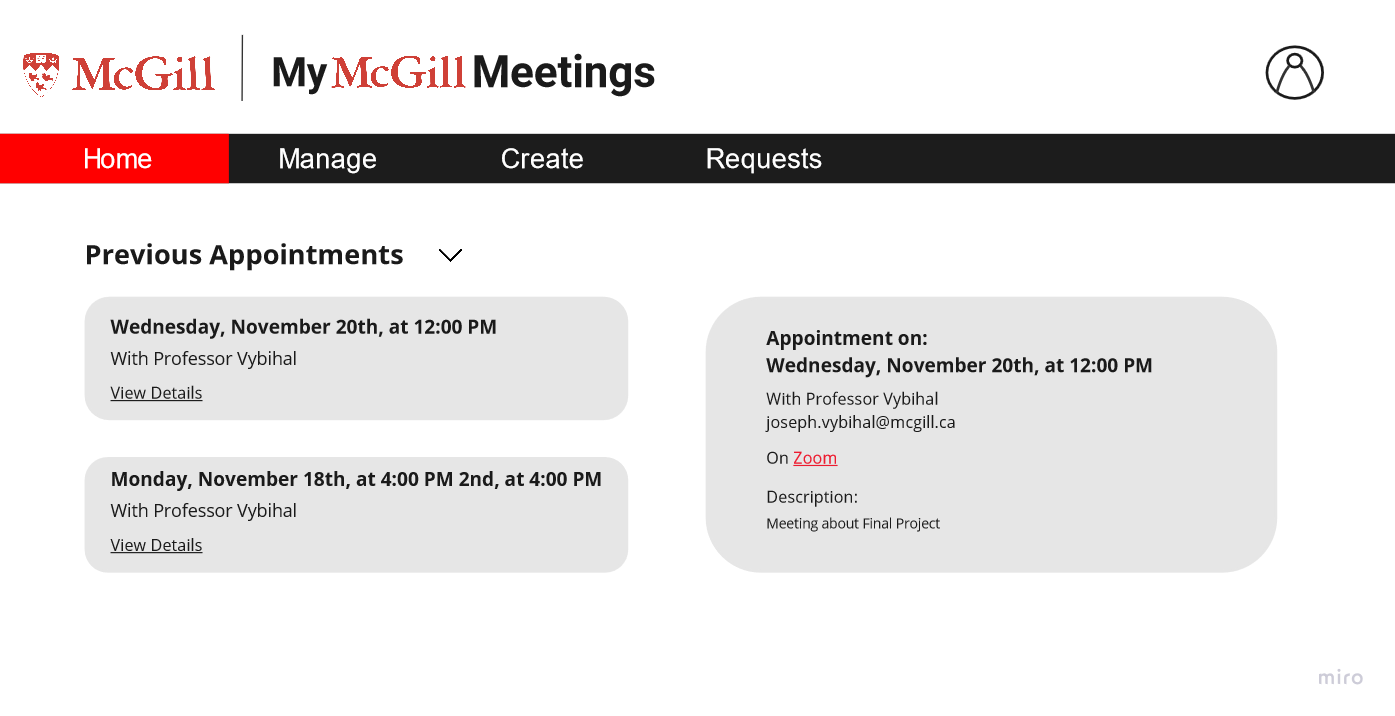 McGill
My McGill Meetings
Home
Manage
Create
Requests
Previous Appointments
Wednesday, November 20th, at 12:00 PM
With Professor Vybihal
View Details
Monday, November 18th, at 4:00 PM 2nd, at 4:00 PM
With Professor Vybihal
View Details
Appointment on:
Wednesday, November 20th, at 12:00 PM
With Professor Vybihal
joseph.vybihal@mcgill.ca
On Zoom
Description:
Meeting about Final Project
miro